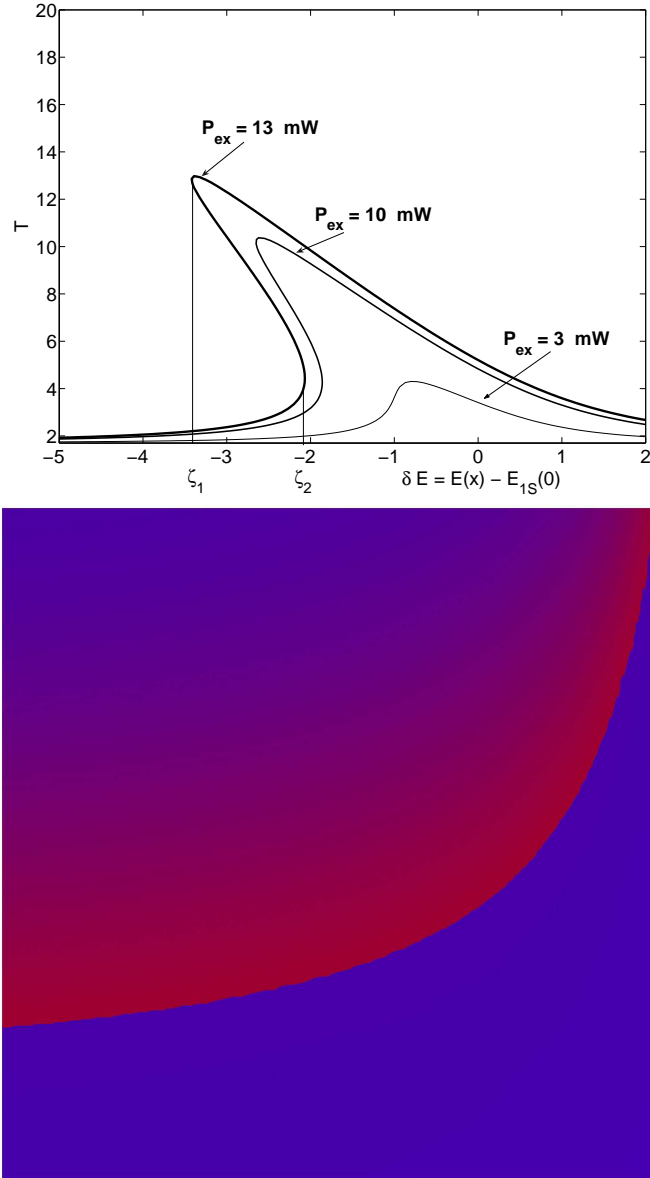 20
18
16
14
12
10
8
6
4
2
T
P_ex = 13 mW
P_ex = 10 mW
P_ex = 3 mW
−5 −4 −3 −2 −1 0 1 2
ζ_1 ζ_2 δ E = E(x) − E_1S(0)